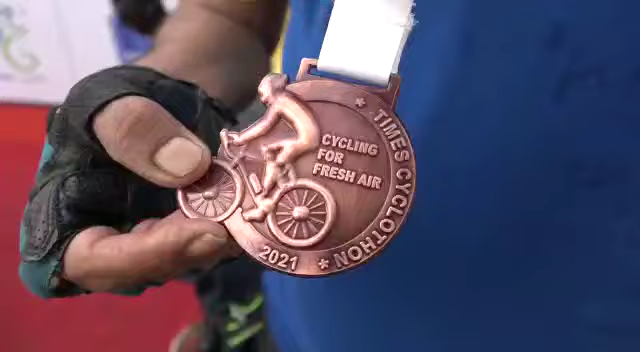 TIMES CYCLOTHON
CYCLING
FOR
FRESH AIR
2021